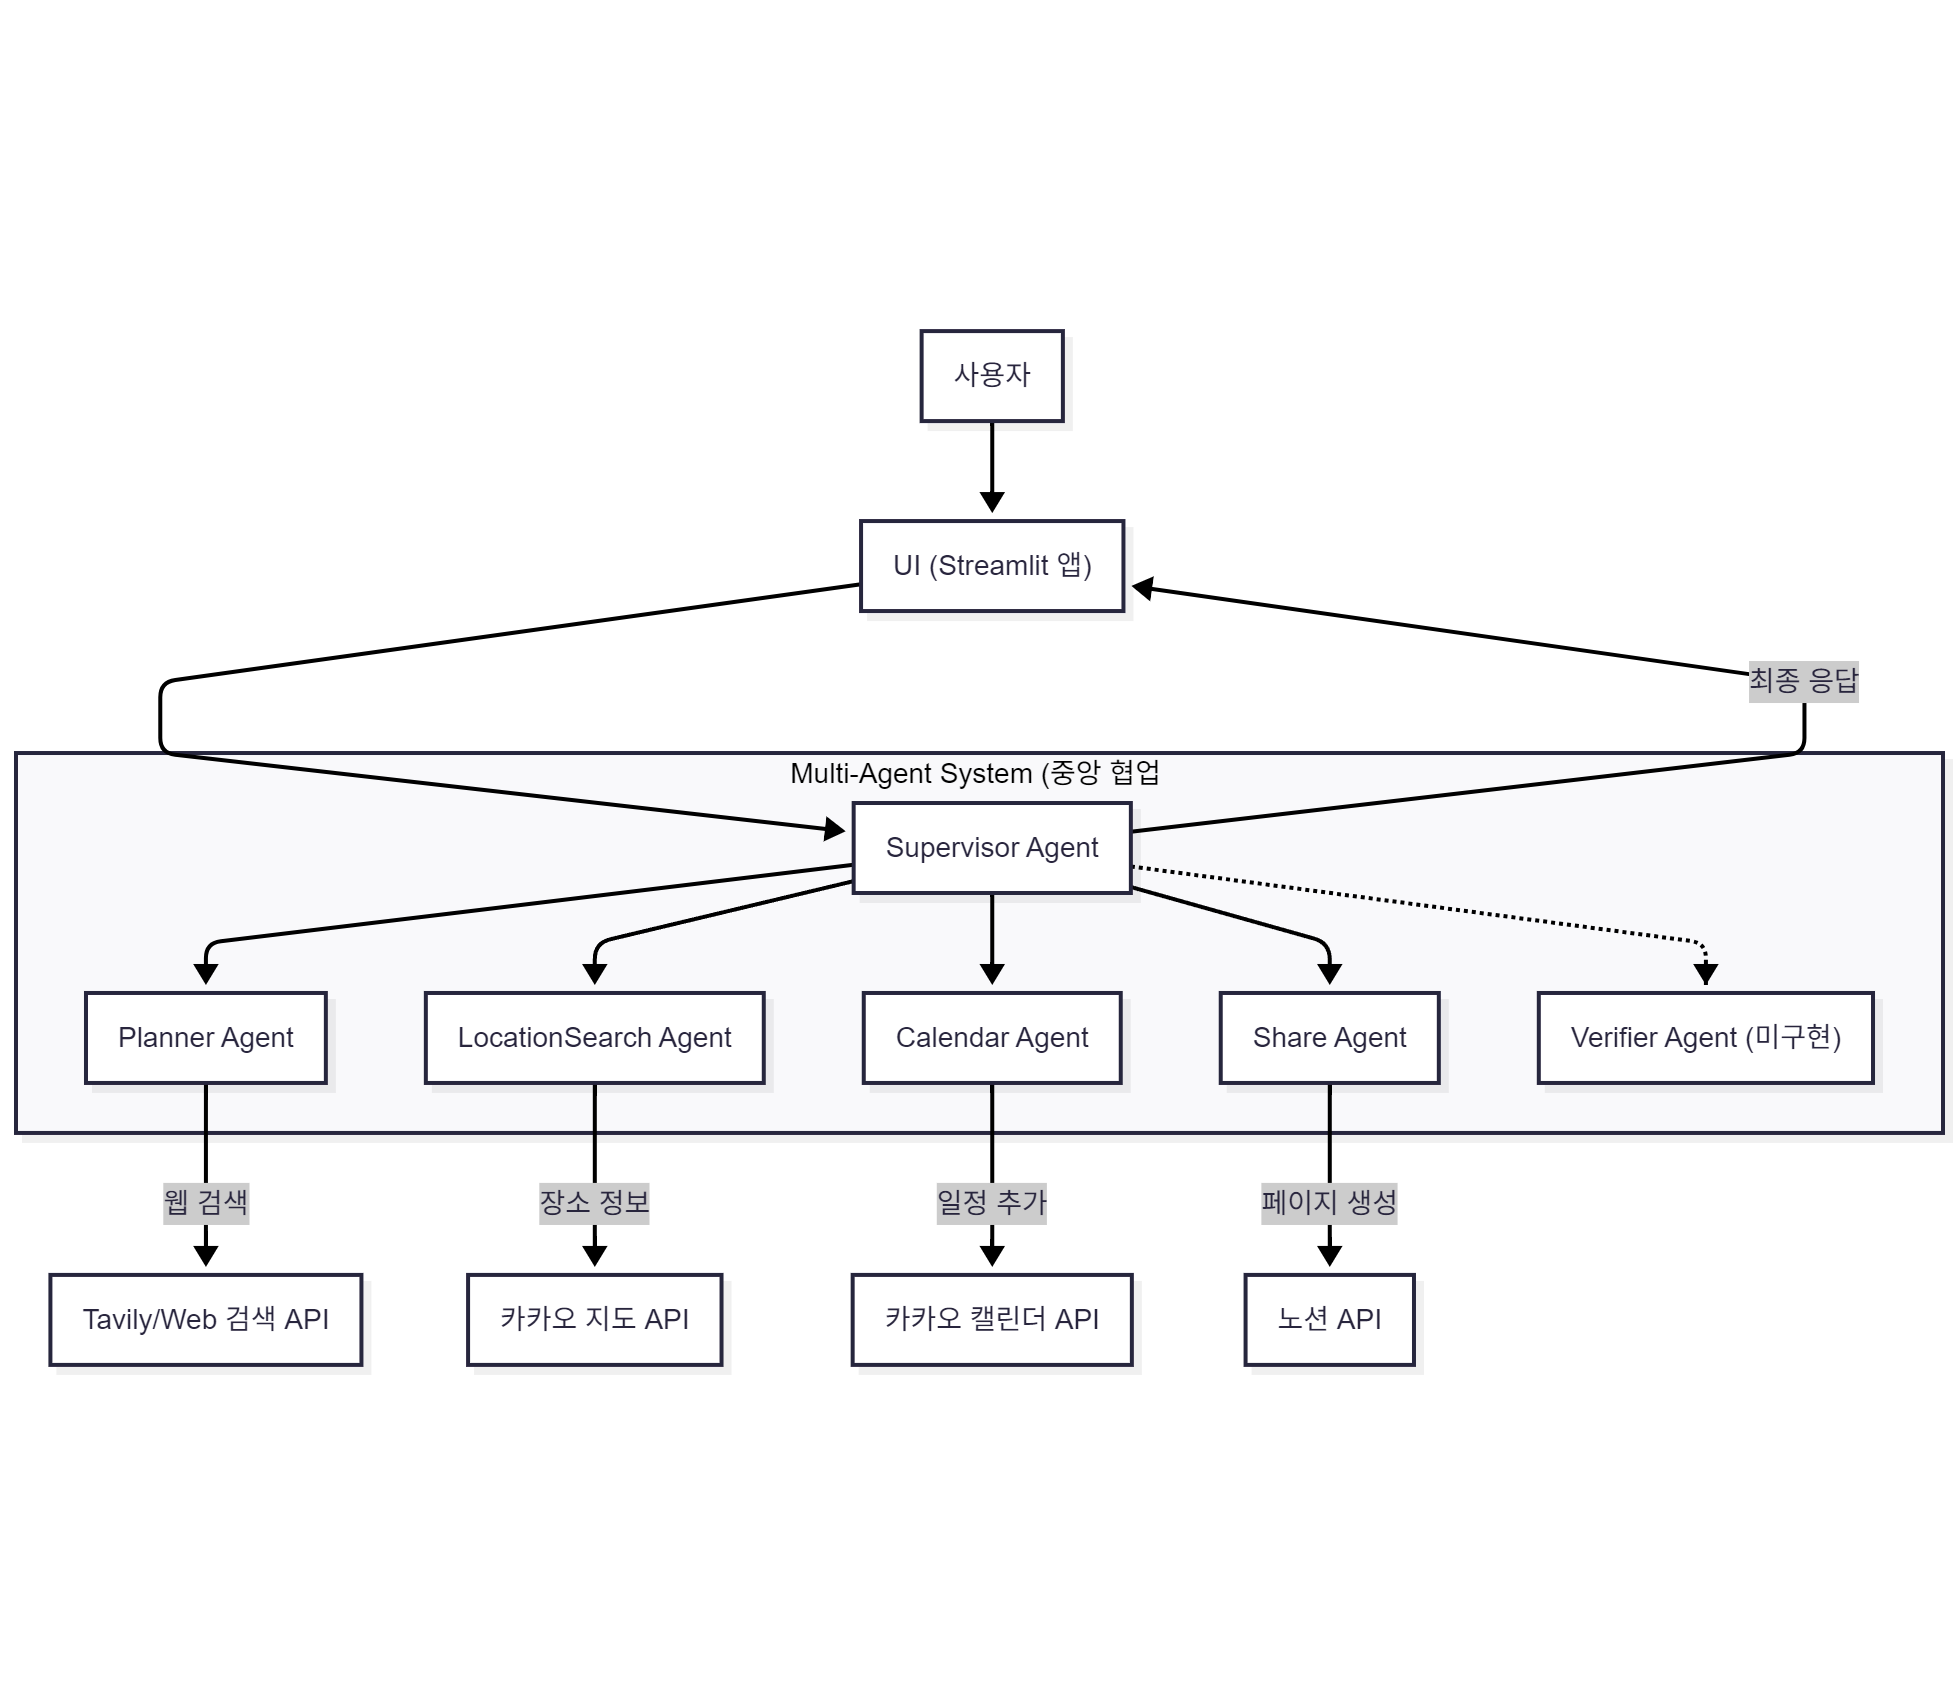 사용자
UI (Streamlit 앱)
최종 응답
Multi-Agent System (중앙 협업
Supervisor Agent
Planner Agent
LocationSearch Agent
Calendar Agent
Share Agent
Verifier Agent (미구현)
웹 검색
장소 정보
일정 추가
페이지 생성
Tavily/Web 검색 API
카카오 지도 API
카카오 캘린더 API
노션 API